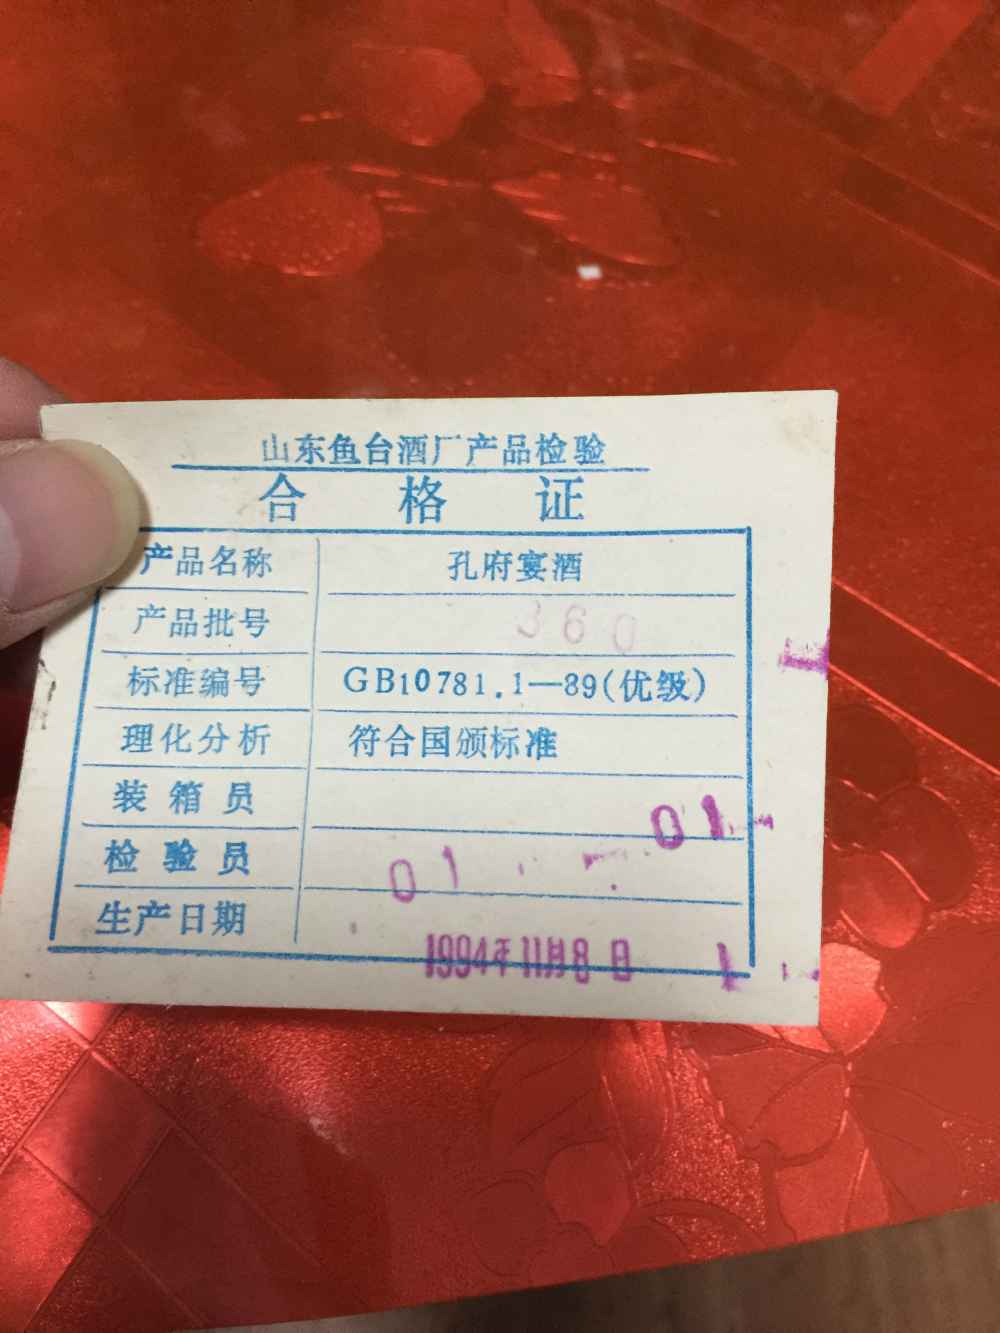 山东鱼台酒厂产品检验
合格证
产品名称 孔府宴酒
产品批号 360
标准编号 GB10781.1—89(优级)
理化分析 符合国颁标准
装箱员 01
检验员 01
生产日期 1994年11月8日